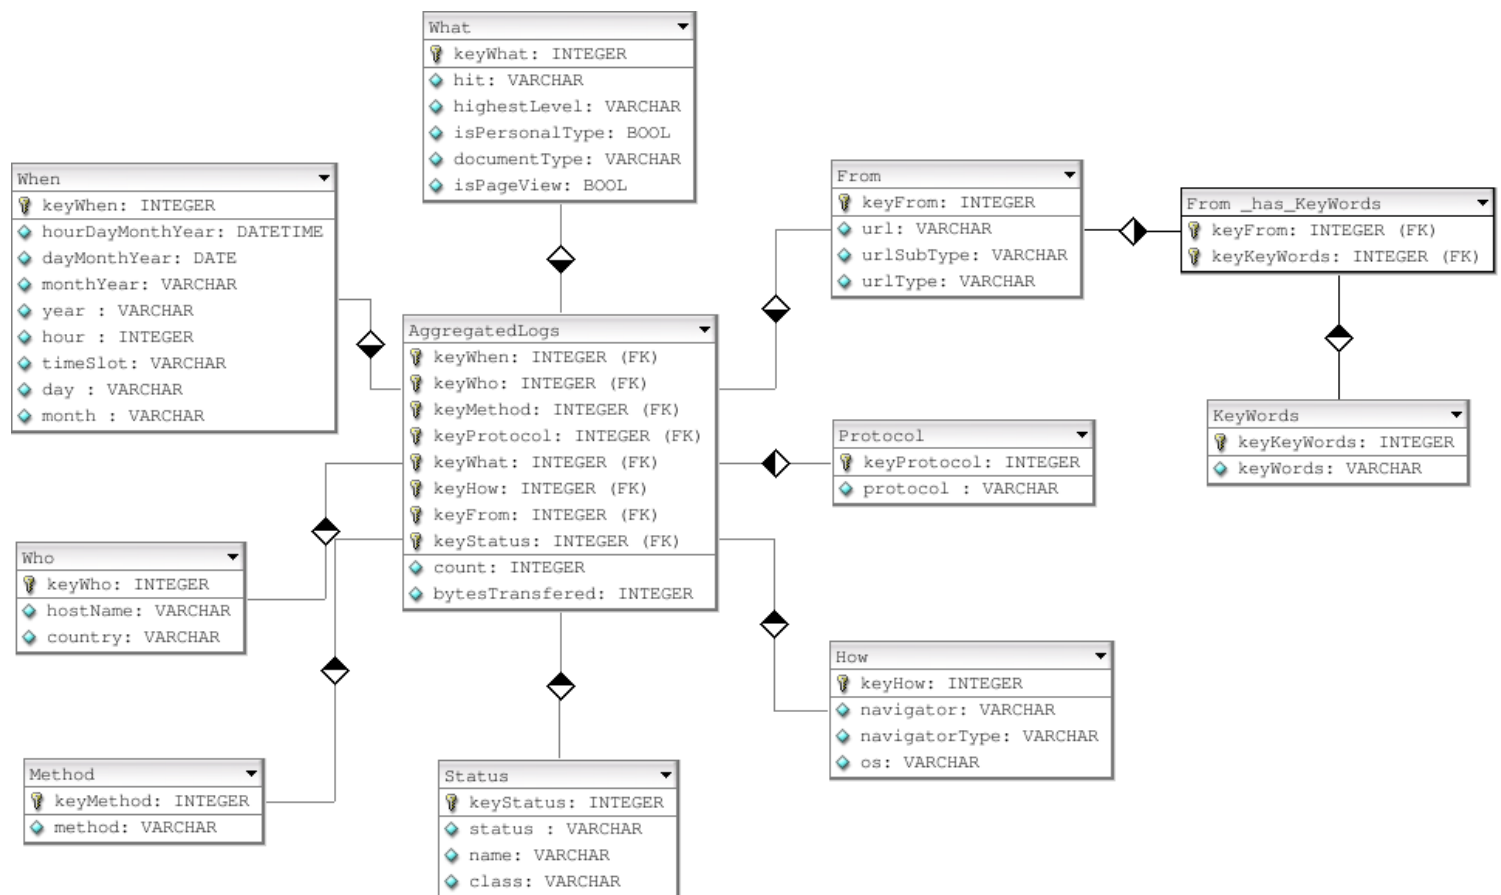 What
keyWhat: INTEGER
hit: VARCHAR
highestLevel: VARCHAR
isPersonalType: BOOL
documentType: VARCHAR
isPageView: BOOL
When
keyWhen: INTEGER
hourDayMonthYear: DATETIME
dayMonthYear: DATE
monthYear: VARCHAR
year : VARCHAR
hour : INTEGER
timeSlot: VARCHAR
day : VARCHAR
month : VARCHAR
From
keyFrom: INTEGER
url: VARCHAR
urlSubType: VARCHAR
urlType: VARCHAR
From _has_KeyWords
keyFrom: INTEGER (FK)
keyKeyWords: INTEGER (FK)
AggregatedLogs
keyWhen: INTEGER (FK)
keyWho: INTEGER (FK)
keyMethod: INTEGER (FK)
keyProtocol: INTEGER (FK)
keyWhat: INTEGER (FK)
keyHow: INTEGER (FK)
keyFrom: INTEGER (FK)
keyStatus: INTEGER (FK)
count: INTEGER
bytesTransfered: INTEGER
KeyWords
keyKeyWords: INTEGER
keyWords: VARCHAR
Protocol
keyProtocol: INTEGER
protocol : VARCHAR
Who
keyWho: INTEGER
hostName: VARCHAR
country: VARCHAR
How
keyHow: INTEGER
navigator: VARCHAR
navigatorType: VARCHAR
os: VARCHAR
Method
keyMethod: INTEGER
method: VARCHAR
Status
keyStatus: INTEGER
status : VARCHAR
name: VARCHAR
class: VARCHAR